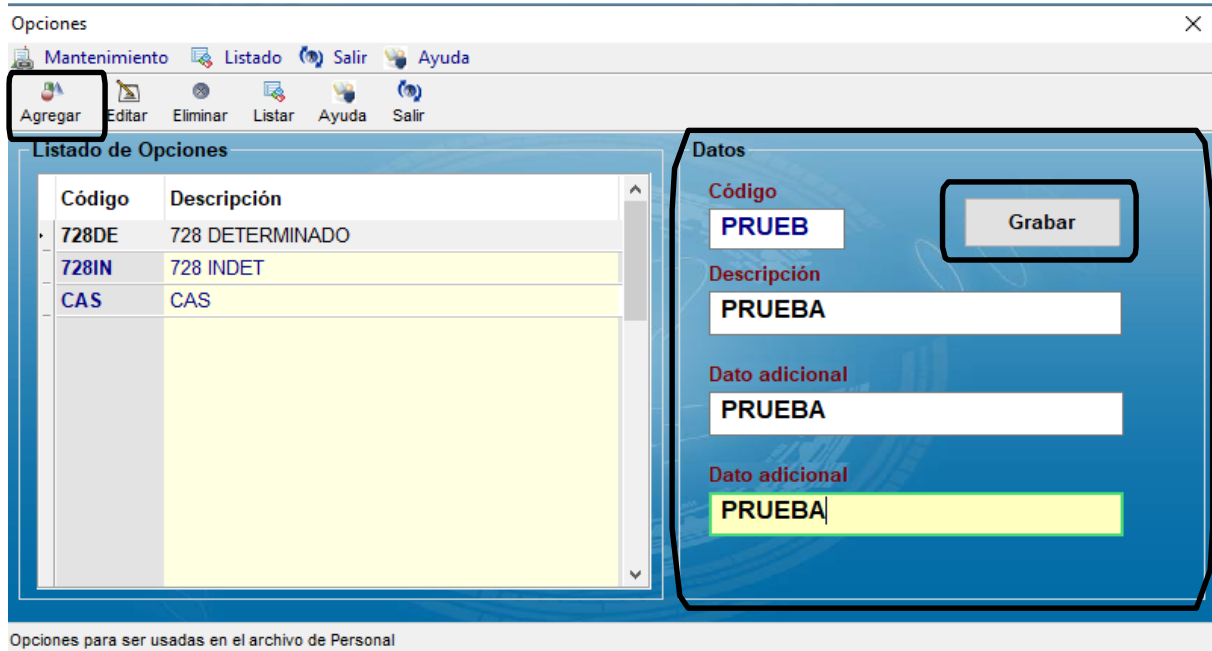 Opciones
Mantenimiento Listado Salir Ayuda
Agregar Editar Eliminar Listar Ayuda Salir
Listado de Opciones
Código Descripción
728DE 728 DETERMINADO
728IN 728 INDET
CAS CAS
Datos
Código
PRUEB
Grabar
Descripción
PRUEBA
Dato adicional
PRUEBA
Dato adicional
PRUEBA
Opciones para ser usadas en el archivo de Personal